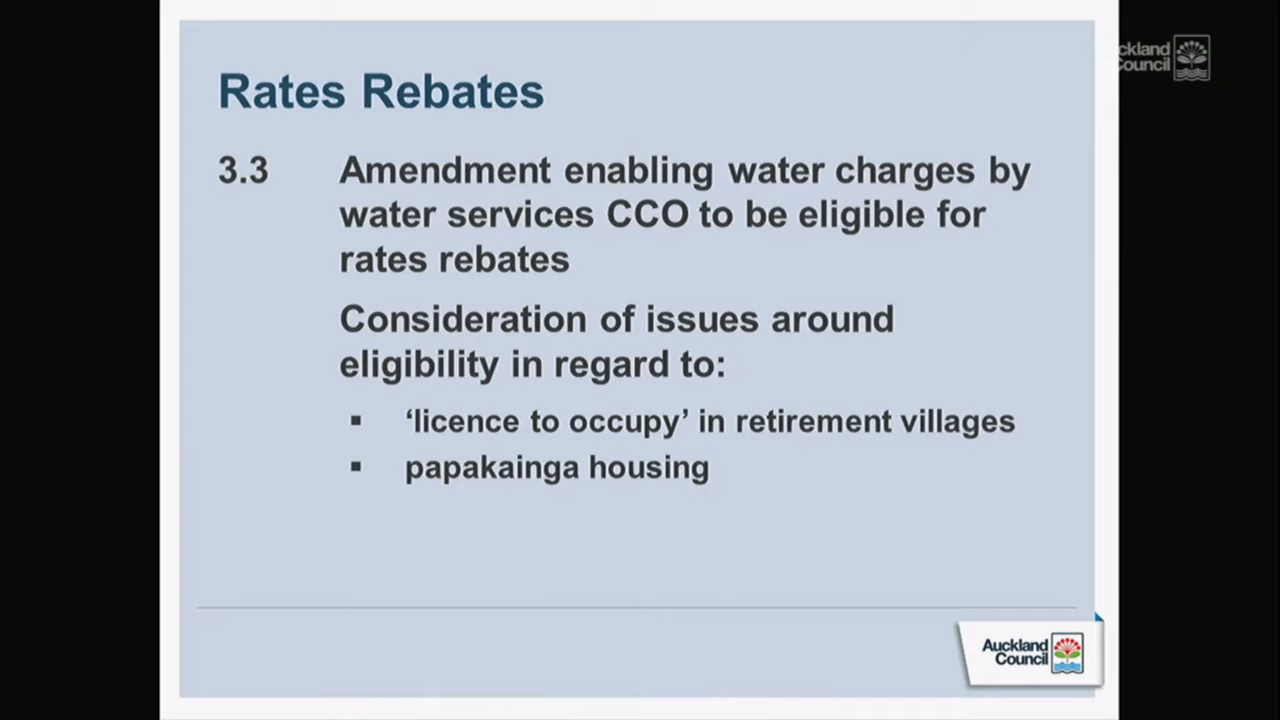 Rates Rebates
3.3 Amendment enabling water charges by
water services CCO to be eligible for
rates rebates
Consideration of issues around
eligibility in regard to:
▪ ‘licence to occupy’ in retirement villages
▪ papakainga housing
Auckland
Council
ckland
Council